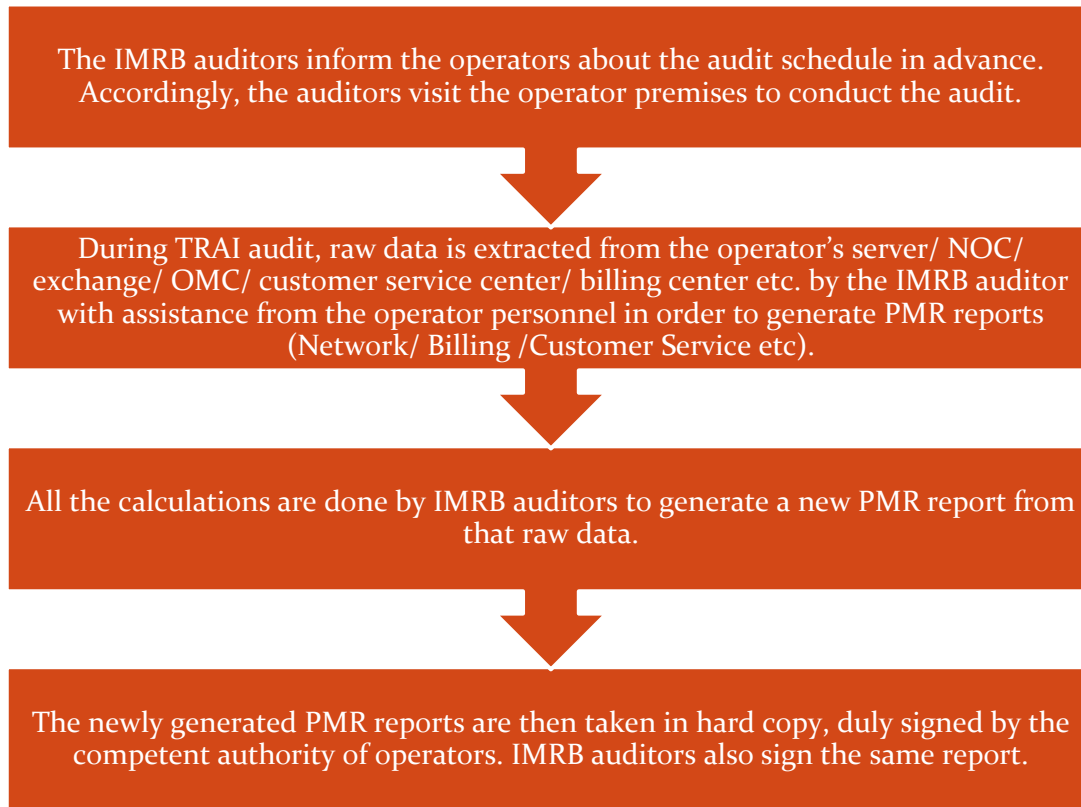 The IMRB auditors inform the operators about the audit schedule in advance.
Accordingly, the auditors visit the operator premises to conduct the audit.
During TRAI audit, raw data is extracted from the operator's server/ NOC/
exchange/ OMC/ customer service center/ billing center etc. by the IMRB auditor
with assistance from the operator personnel in order to generate PMR reports
(Network/ Billing /Customer Service etc).
All the calculations are done by IMRB auditors to generate a new PMR report from
that raw data.
The newly generated PMR reports are then taken in hard copy, duly signed by the
competent authority of operators. IMRB auditors also sign the same report.